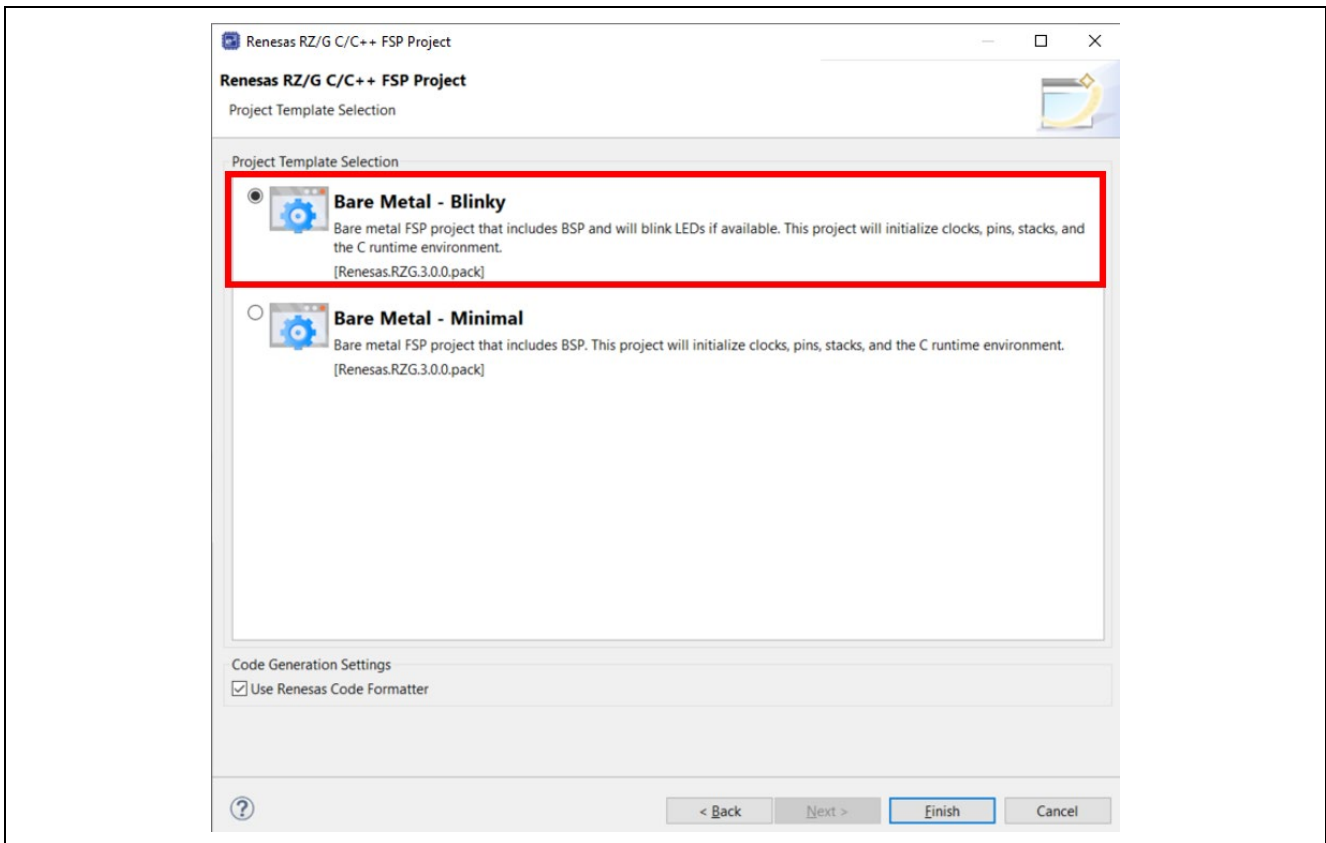 Renesas RZ/G C/C++ FSP Project
Renesas RZ/G C/C++ FSP Project
Project Template Selection
Project Template Selection
Bare Metal - Blinky
Bare metal FSP project that includes BSP and will blink LEDs if available. This project will initialize clocks, pins, stacks, and
the C runtime environment.
[Renesas.RZG.3.0.0.pack]
Bare Metal - Minimal
Bare metal FSP project that includes BSP. This project will initialize clocks, pins, stacks, and the C runtime environment.
[Renesas.RZG.3.0.0.pack]
Code Generation Settings
Use Renesas Code Formatter
? < Back Next > Finish Cancel